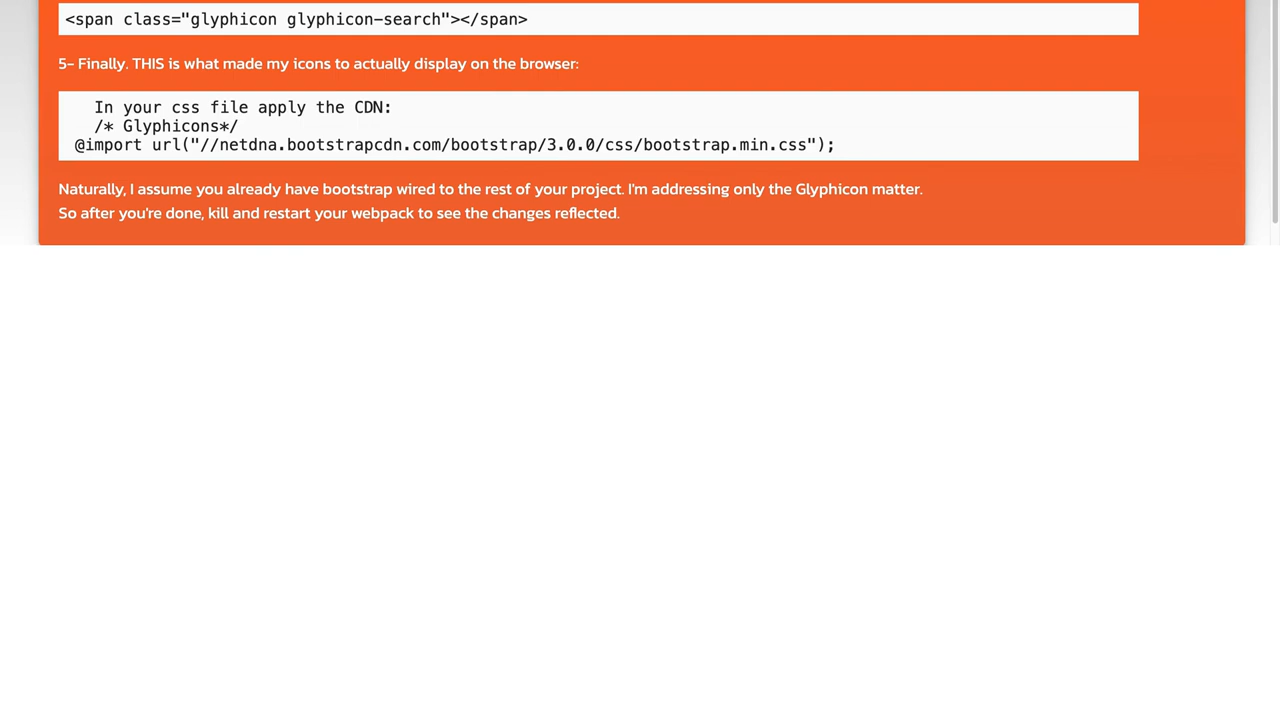 <span class="glyphicon glyphicon-search"></span>
5- Finally. THIS is what made my icons to actually display on the browser:
In your css file apply the CDN:
/* Glyphicons*/
@import url("//netdna.bootstrapcdn.com/bootstrap/3.0.0/css/bootstrap.min.css");
Naturally, I assume you already have bootstrap wired to the rest of your project. I'm addressing only the Glyphicon matter.
So after you're done, kill and restart your webpack to see the changes reflected.